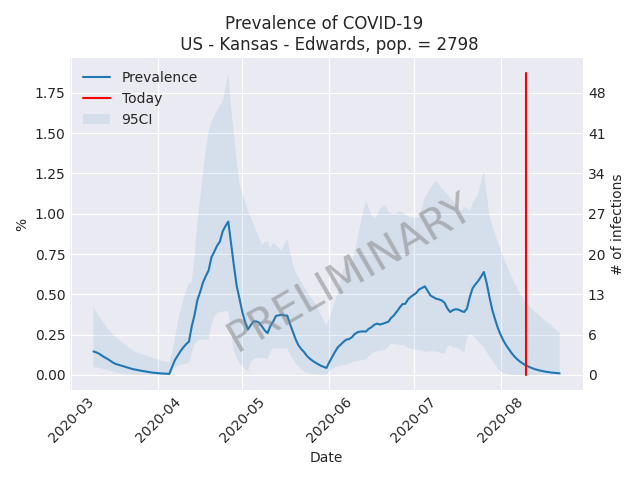 Prevalence of COVID-19
US - Kansas - Edwards, pop. = 2798
Prevalence
Today
95CI
PRELIMINARY
%
1.75
1.50
1.25
1.00
0.75
0.50
0.25
0.00
48
41
34
27
20
13
6
0
# of infections
2020-03
2020-04
2020-05
2020-06
2020-07
2020-08
Date